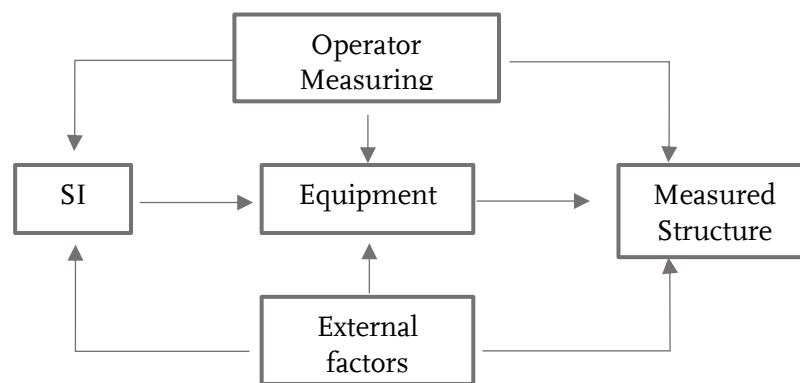 Operator
Measuring
SI
Equipment
Measured
Structure
External
factors